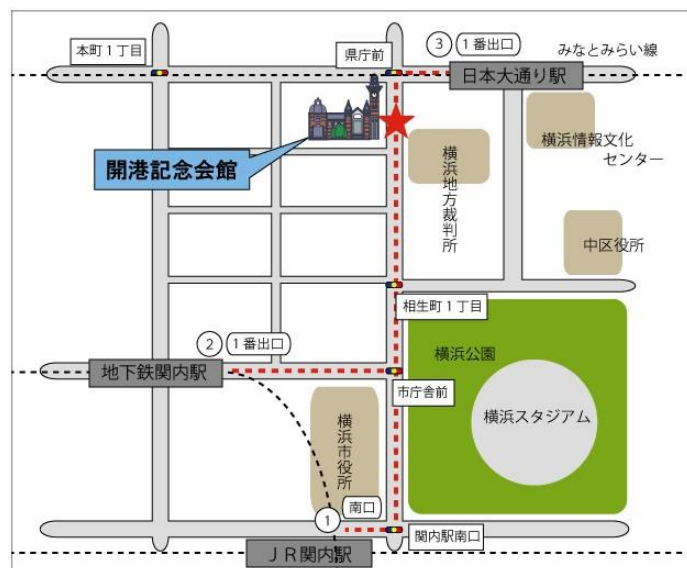 本町1丁目
県庁前
③ 1番出口
みなとみらい線
日本大通り駅
開港記念会館
横浜地方裁判所
横浜情報文化
センター
中区役所
相生町1丁目
② 1番出口
地下鉄関内駅
横浜公園
市庁舎前
横浜スタジアム
横浜市役所
① 南口
関内駅南口
JR関内駅